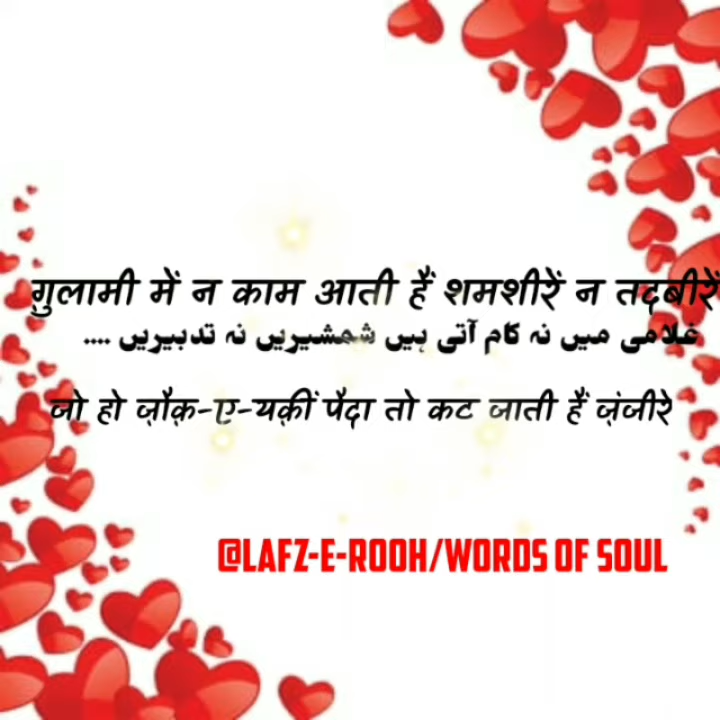 ग़ुलामी में न काम आती हैं शमशीरें न तदबीरें
غلامی میں نہ کام آتی ہیں شمشیریں نہ تدبیریں ....
जो हो ज़ौक़-ए-यक़ीं पैदा तो कट जाती हैं ज़ंजीरे
@LAFZ-E-ROOH/WORDS OF SOUL